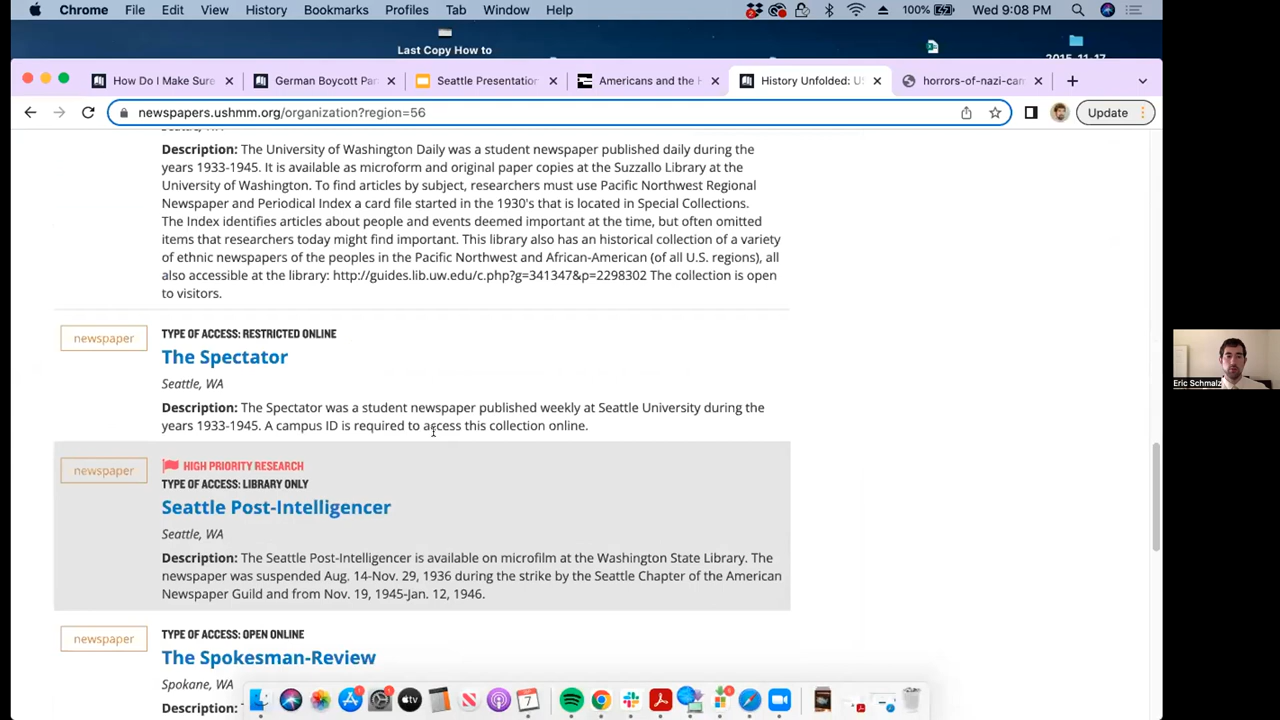 Chrome File Edit View History Bookmarks Profiles Tab Window Help 100% Wed 9:08 PM
Last Copy How to
2015-11-17
How Do I Make Sure German Boycott Par Seattle Presentation Americans and the H History Unfolded: US horrors-of-nazi-cam
newspapers.ushmm.org/organization?region=56 Update
Description: The University of Washington Daily was a student newspaper published daily during the
years 1933-1945. It is available as microform and original paper copies at the Suzzallo Library at the
University of Washington. To find articles by subject, researchers must use Pacific Northwest Regional
Newspaper and Periodical Index a card file started in the 1930's that is located in Special Collections.
The Index identifies articles about people and events deemed important at the time, but often omitted
items that researchers today might find important. This library also has an historical collection of a variety
of ethnic newspapers of the peoples in the Pacific Northwest and African-American (of all U.S. regions), all
also accessible at the library: http://guides.lib.uw.edu/c.php?g=341347&p=2298302 The collection is open
to visitors.
newspaper TYPE OF ACCESS: RESTRICTED ONLINE
The Spectator
Seattle, WA
Description: The Spectator was a student newspaper published weekly at Seattle University during the
years 1933-1945. A campus ID is required to access this collection online.
newspaper HIGH PRIORITY RESEARCH
TYPE OF ACCESS: LIBRARY ONLY
Seattle Post-Intelligencer
Seattle, WA
Description: The Seattle Post-Intelligencer is available on microfilm at the Washington State Library. The
newspaper was suspended Aug. 14-Nov. 29, 1936 during the strike by the Seattle Chapter of the American
Newspaper Guild and from Nov. 19, 1945-Jan. 12, 1946.
newspaper TYPE OF ACCESS: OPEN ONLINE
The Spokesman-Review
Spokane, WA
Description:
Eric Schmalz